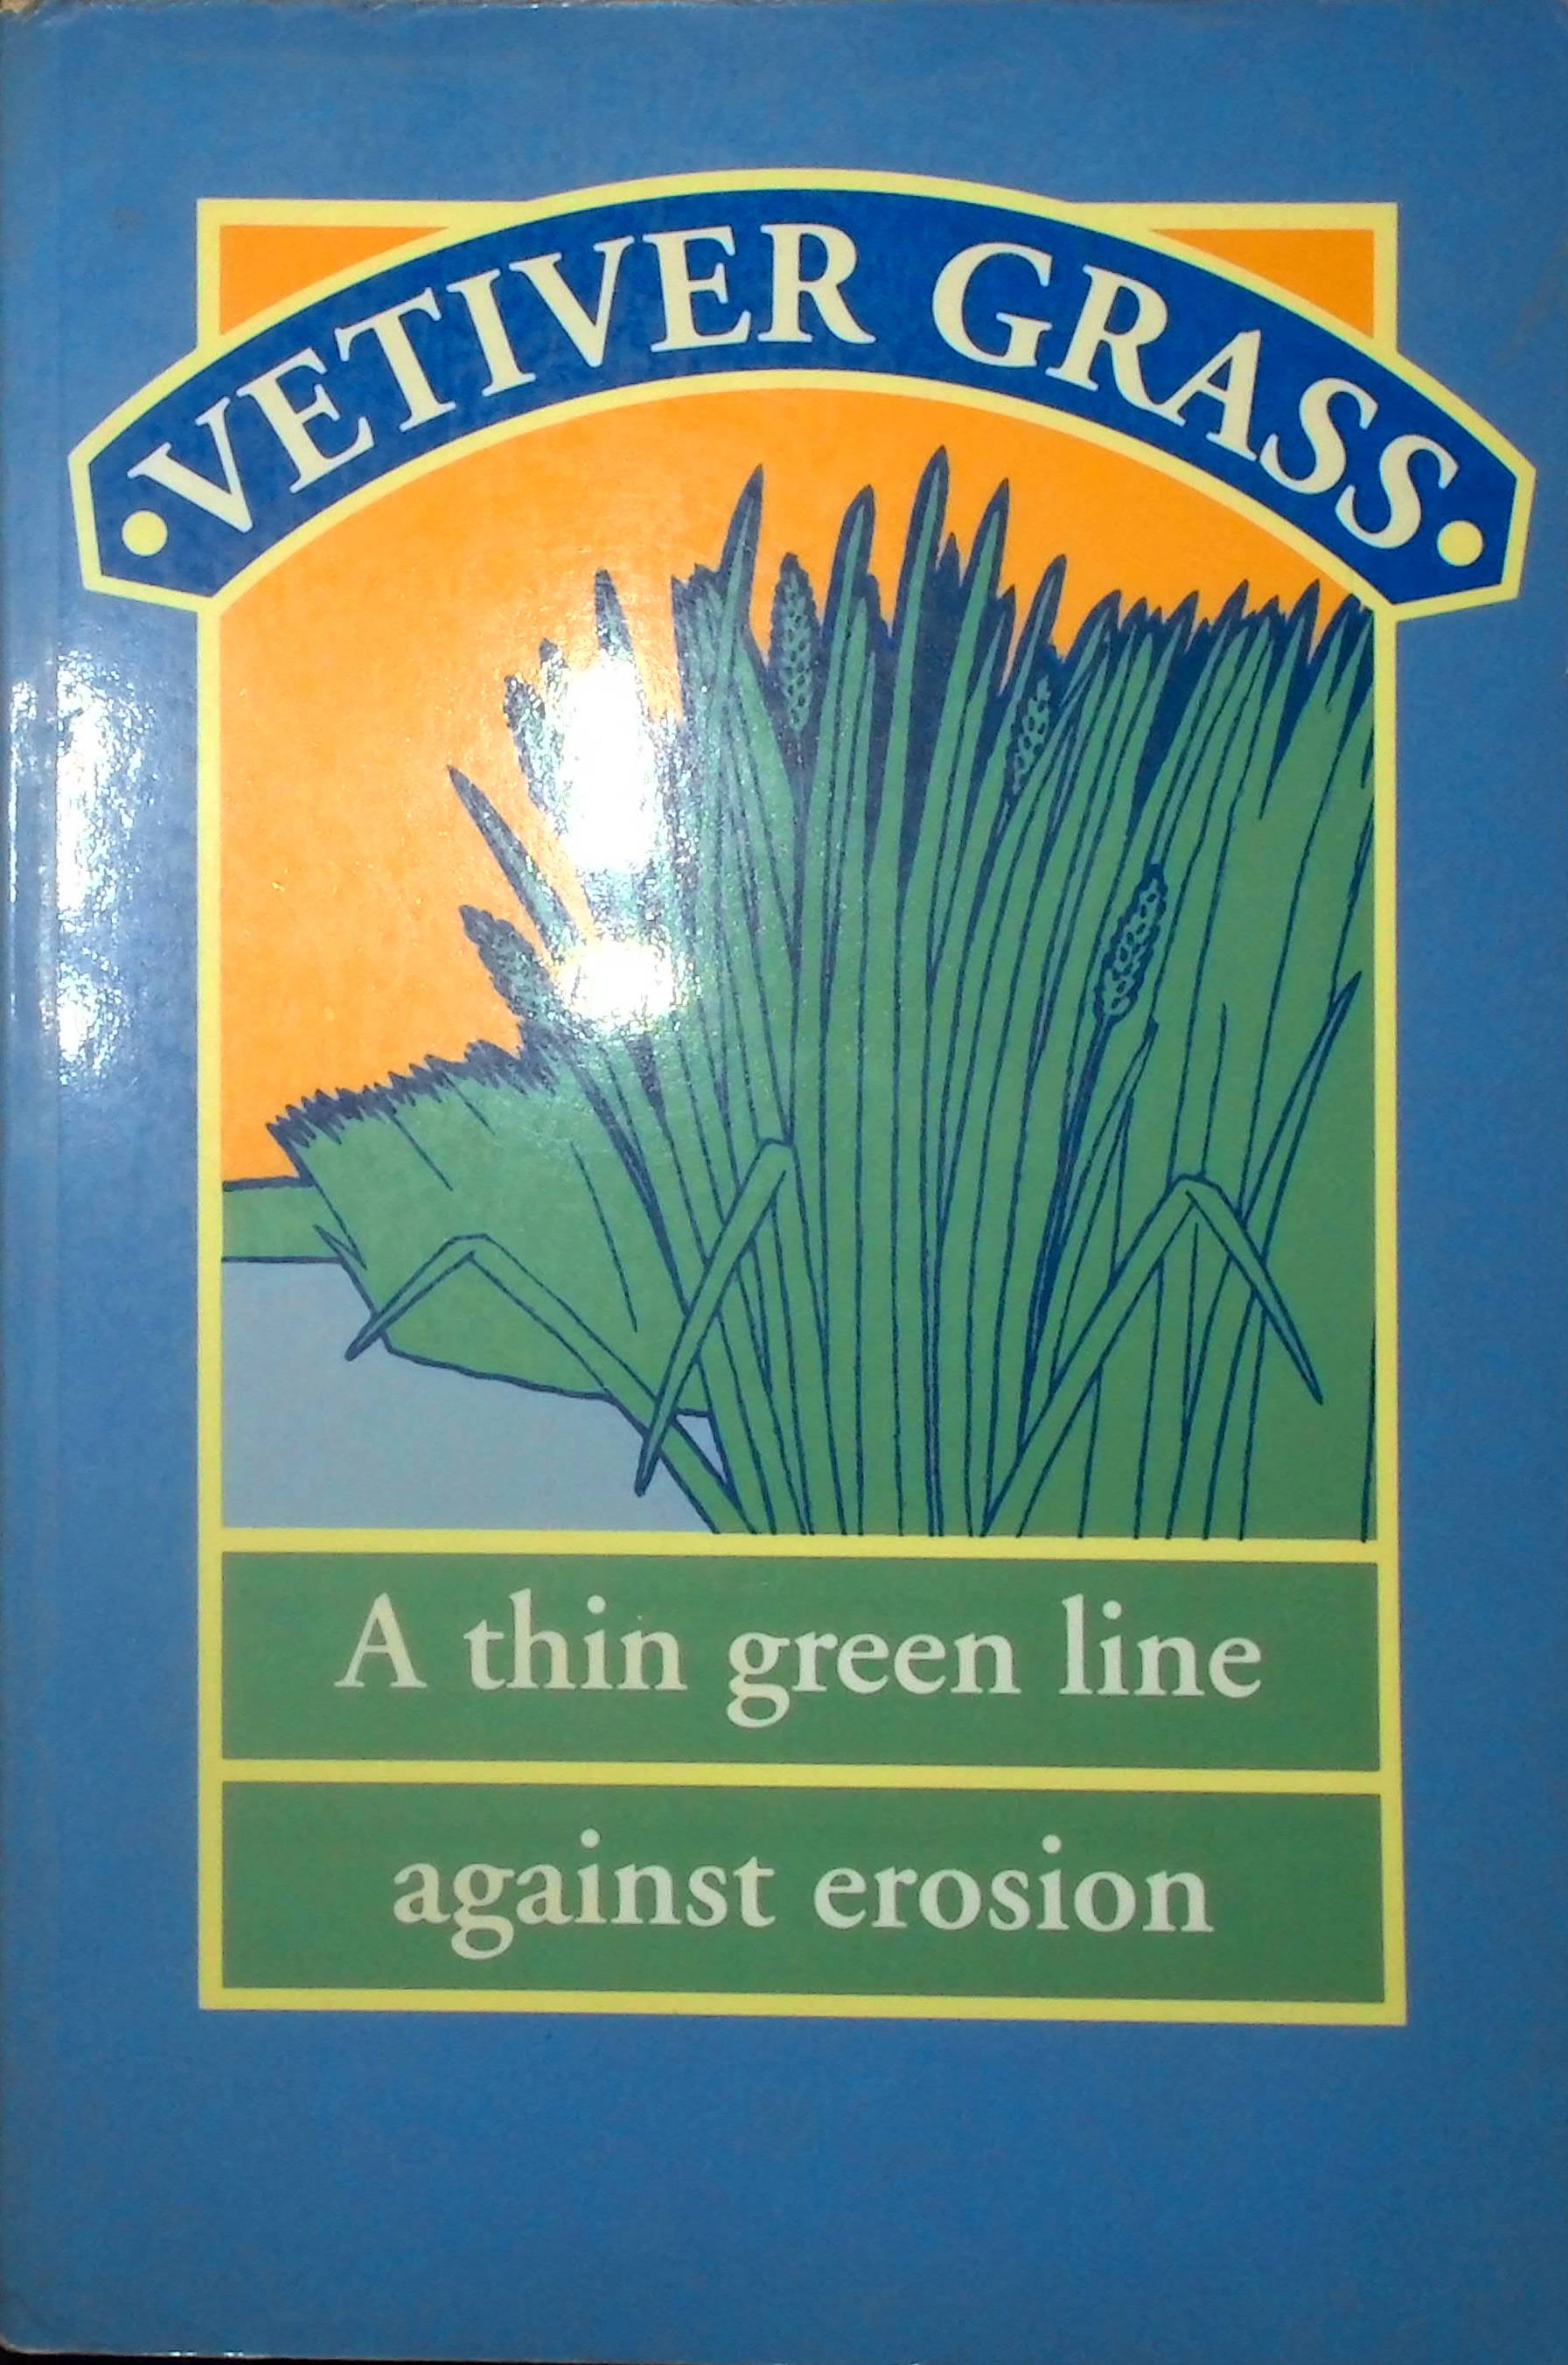 VETIVER GRASS
A thin green line
against erosion